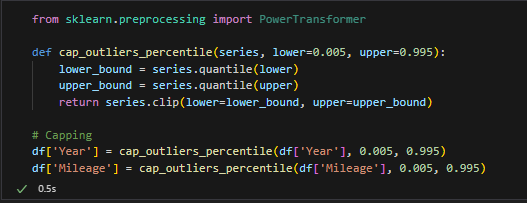 from sklearn.preprocessing import PowerTransformer
def cap_outliers_percentile(series, lower=0.005, upper=0.995):
    lower_bound = series.quantile(lower)
    upper_bound = series.quantile(upper)
    return series.clip(lower=lower_bound, upper=upper_bound)
# Capping
df['Year'] = cap_outliers_percentile(df['Year'], 0.005, 0.995)
df['Mileage'] = cap_outliers_percentile(df['Mileage'], 0.005, 0.995)
✓ 0.5s